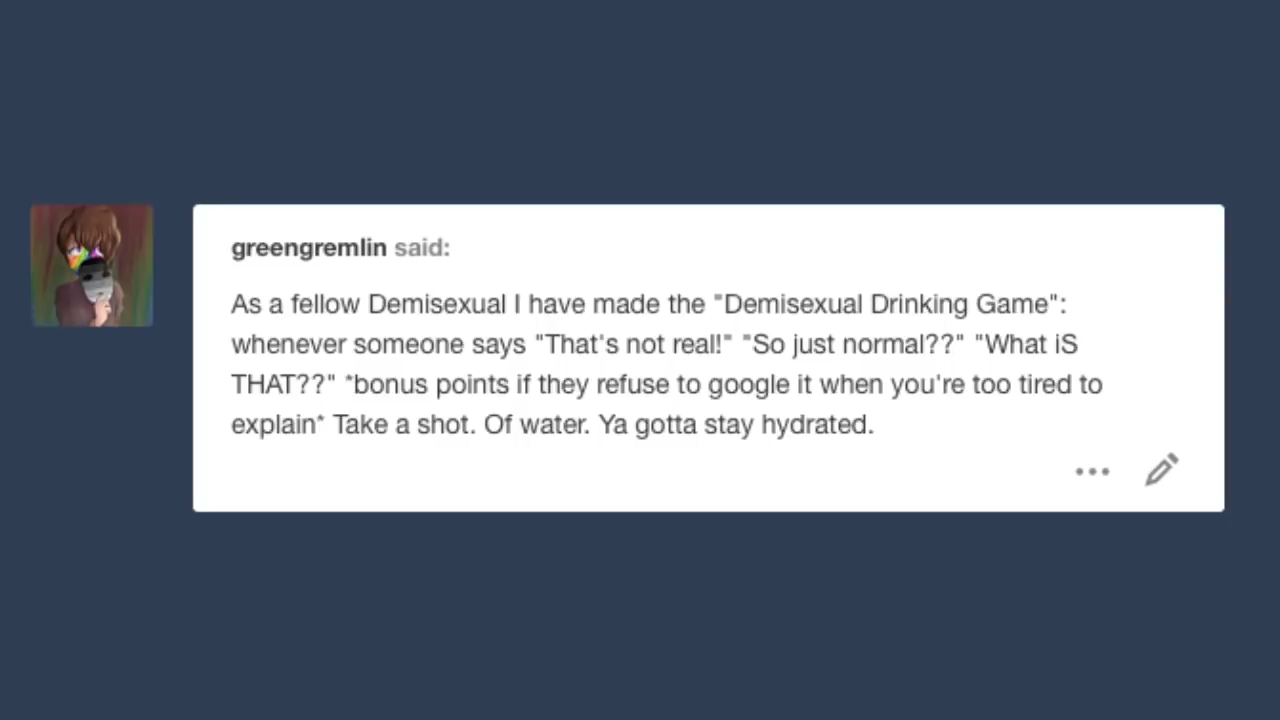 greengremlin said:
As a fellow Demisexual I have made the "Demisexual Drinking Game":
whenever someone says "That's not real!" "So just normal??" "What iS
THAT??" *bonus points if they refuse to google it when you're too tired to
explain* Take a shot. Of water. Ya gotta stay hydrated.